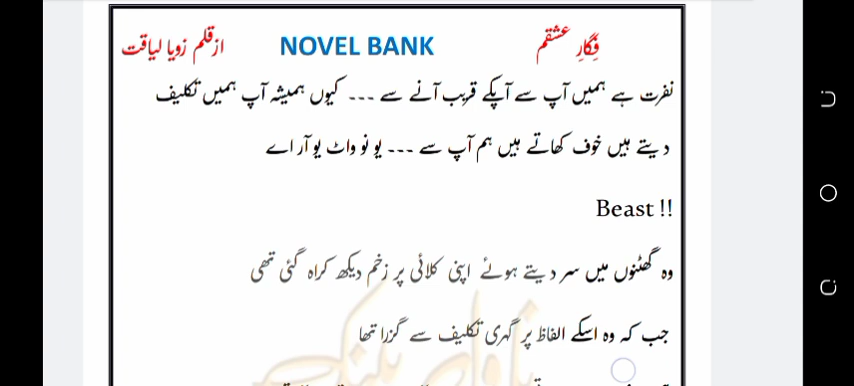 فگارِ عشقم NOVEL BANK ازقلم زویا لیاقت
نفرت ہے ہمیں آپ سے آپکے قریب آنے سے --- کیوں ہمیشہ آپ ہمیں تکلیف
دیتے ہیں خوف کھاتے ہیں ہم آپ سے --- یو نو واٹ یو آر اے
Beast !!
وہ گھٹنوں میں سر دیتے ہوئے اپنی کلائی پر زخم دیکھ کراہ گئی تھی
جب کہ وہ اسکے الفاظ پر گہری تکلیف سے گزرا تھا